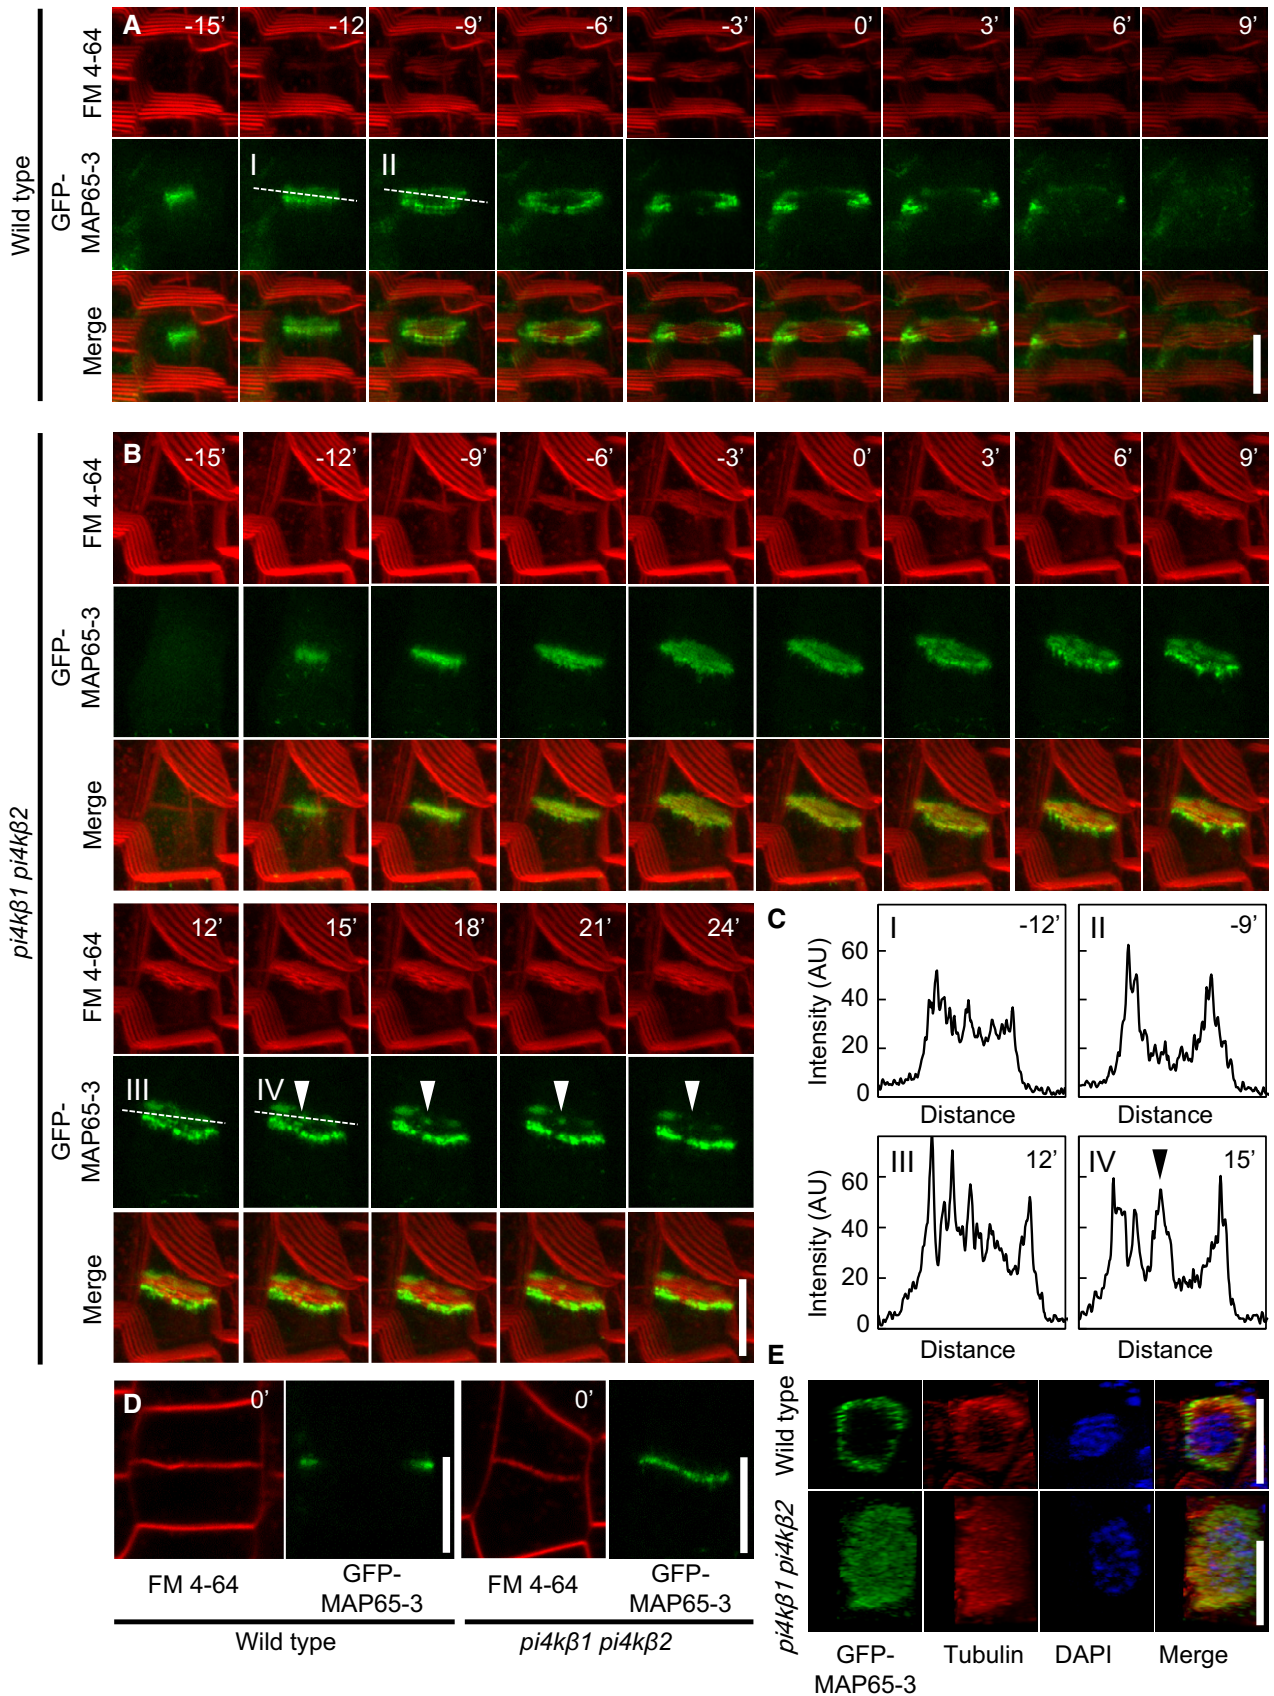 A -15’ -12 -9’ -6’ -3’ 0’ 3’ 6’ 9’
Wild type
FM 4-64
GFP-
MAP65-3
I II
Merge
B -15’ -12’ -9’ -6’ -3’ 0’ 3’ 6’ 9’
pi4kβ1 pi4kβ2
FM 4-64
GFP-
MAP65-3
Merge
12’ 15’ 18’ 21’ 24’
FM 4-64
GFP-
MAP65-3
III IV
Merge
C
I -12’
II -9’
Intensity (AU)
60
40
20
0
Distance
Distance
III 12’
IV 15’
Intensity (AU)
60
40
20
0
Distance
Distance
D 0’ 0’
FM 4-64
GFP-
MAP65-3
FM 4-64
GFP-
MAP65-3
Wild type
pi4kβ1 pi4kβ2
E
Wild type
pi4kβ1 pi4kβ2
GFP-
MAP65-3
Tubulin
DAPI
Merge